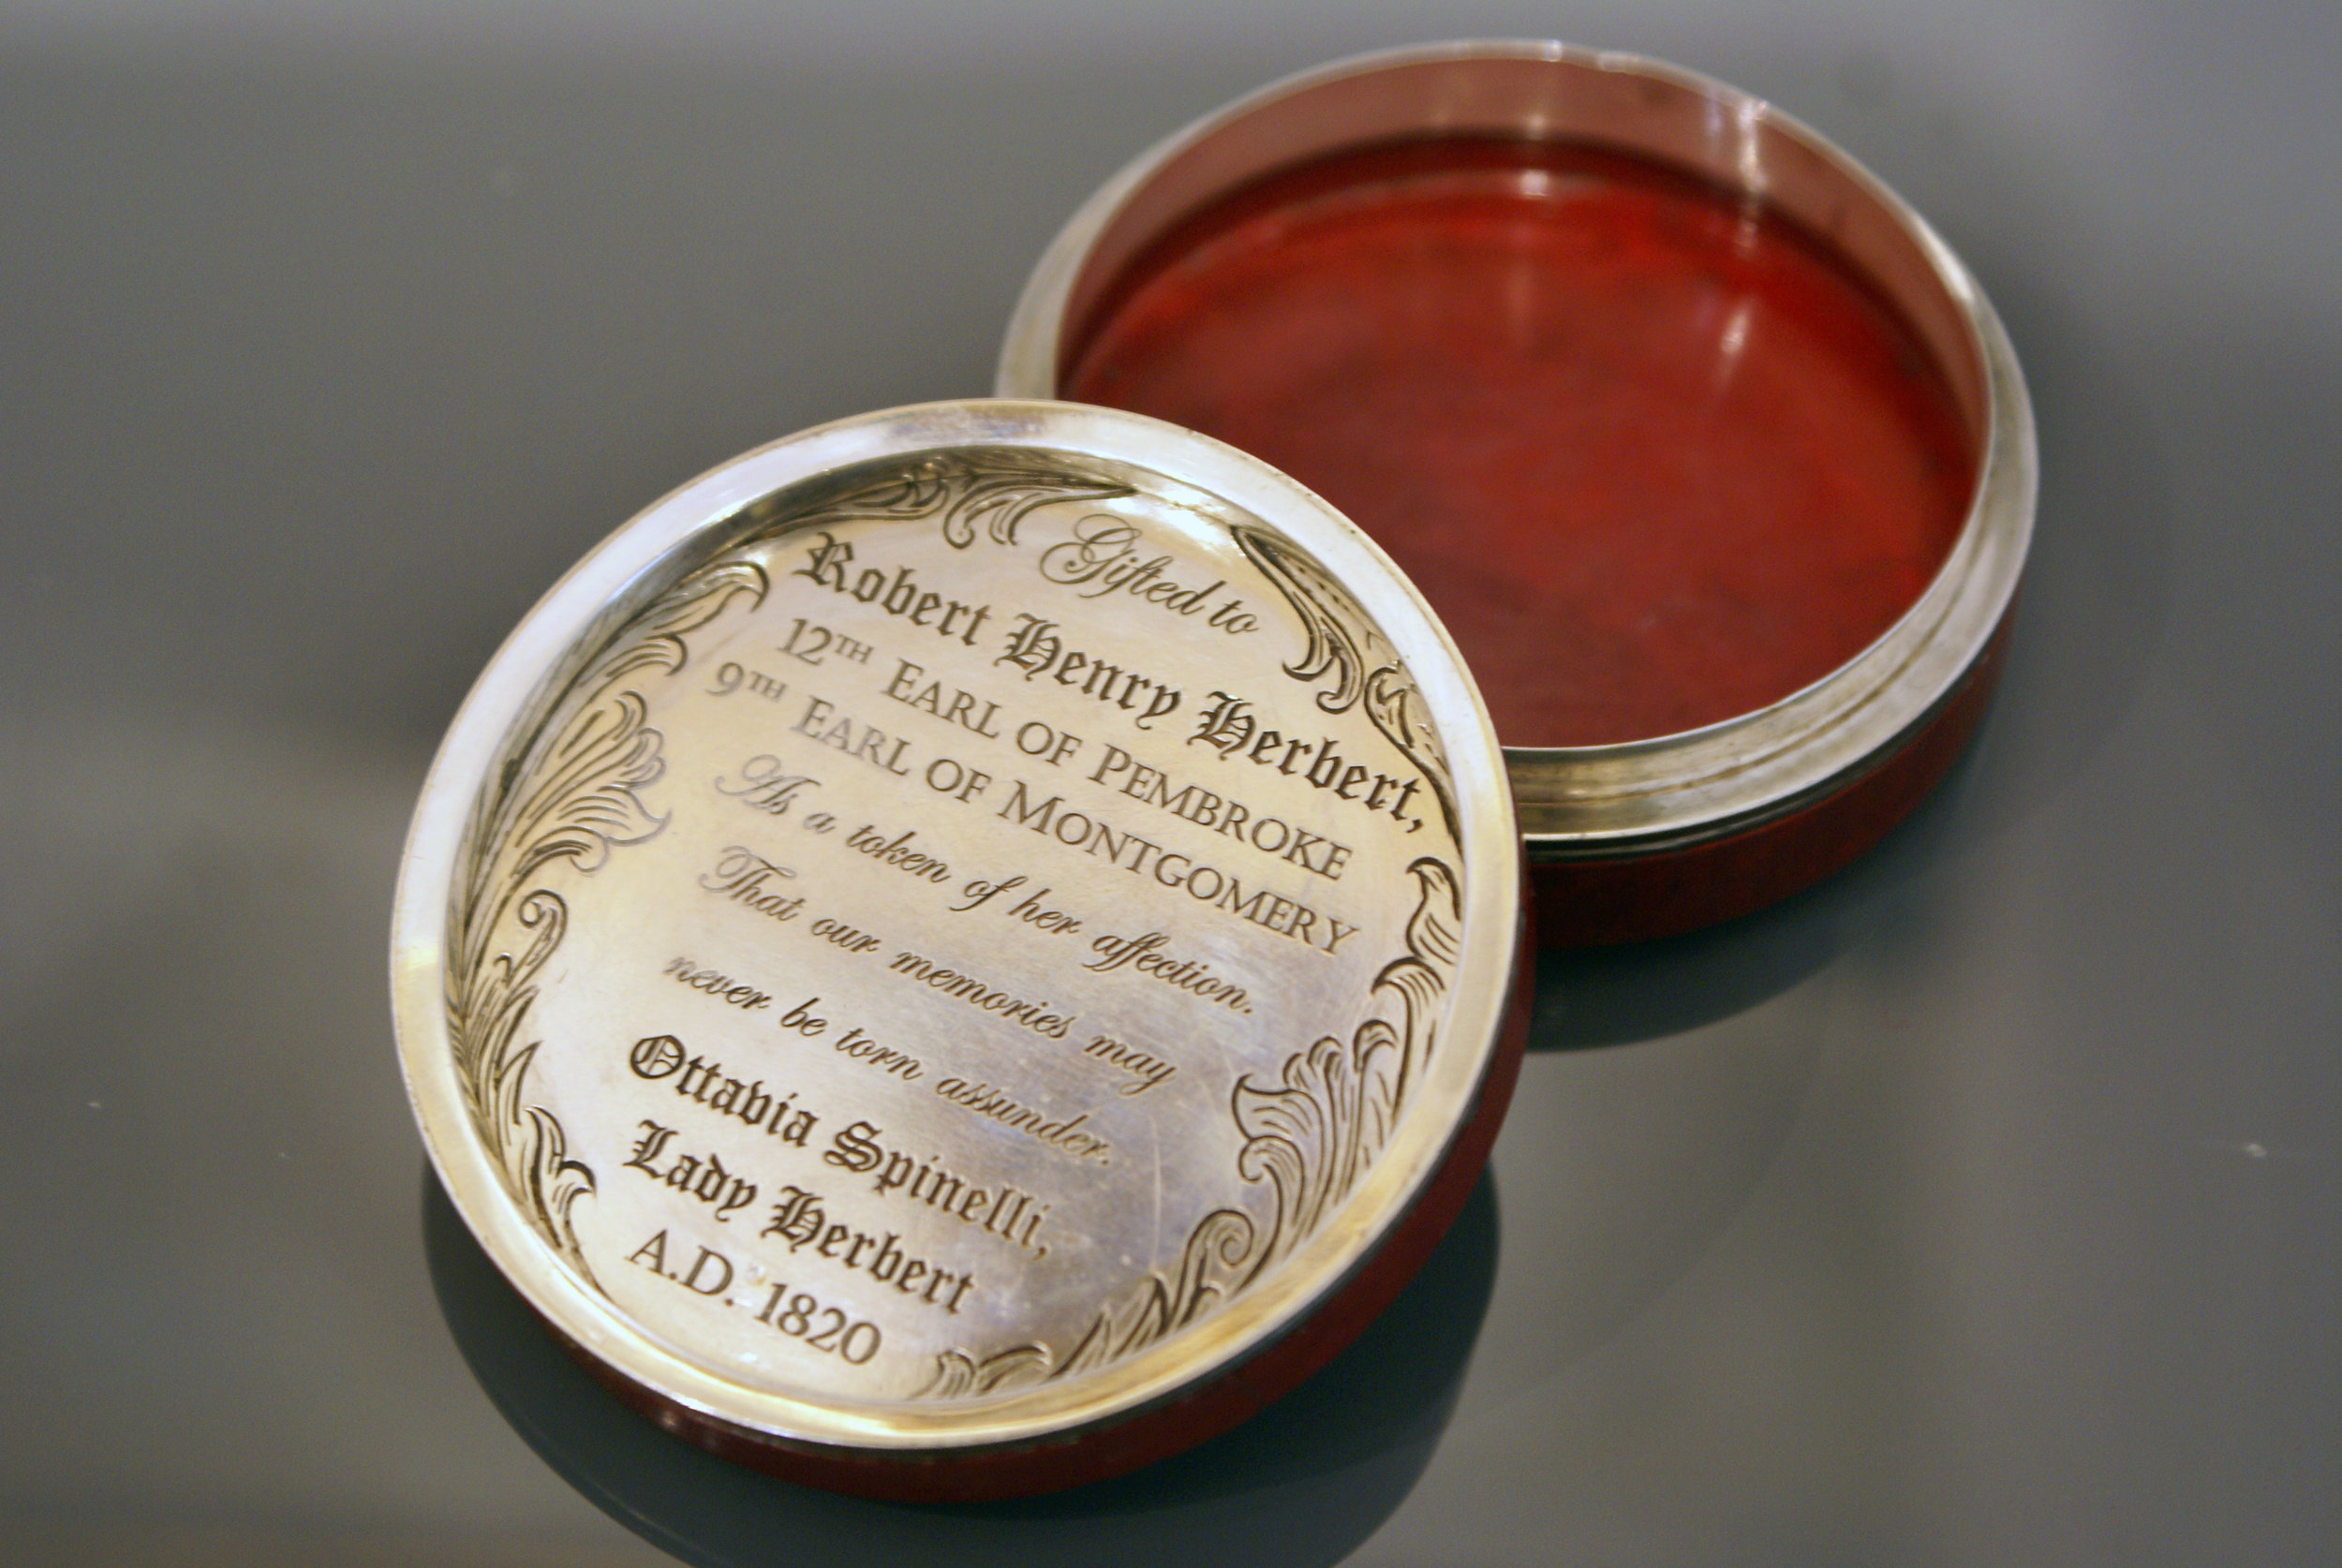 Gifted to
Robert Henry Herbert,
12TH EARL OF PEMBROKE
9TH EARL OF MONTGOMERY
As a token of her affection.
That our memories may
never be torn assunder.
Ottavia Spinelli,
Lady Herbert
A.D. 1820